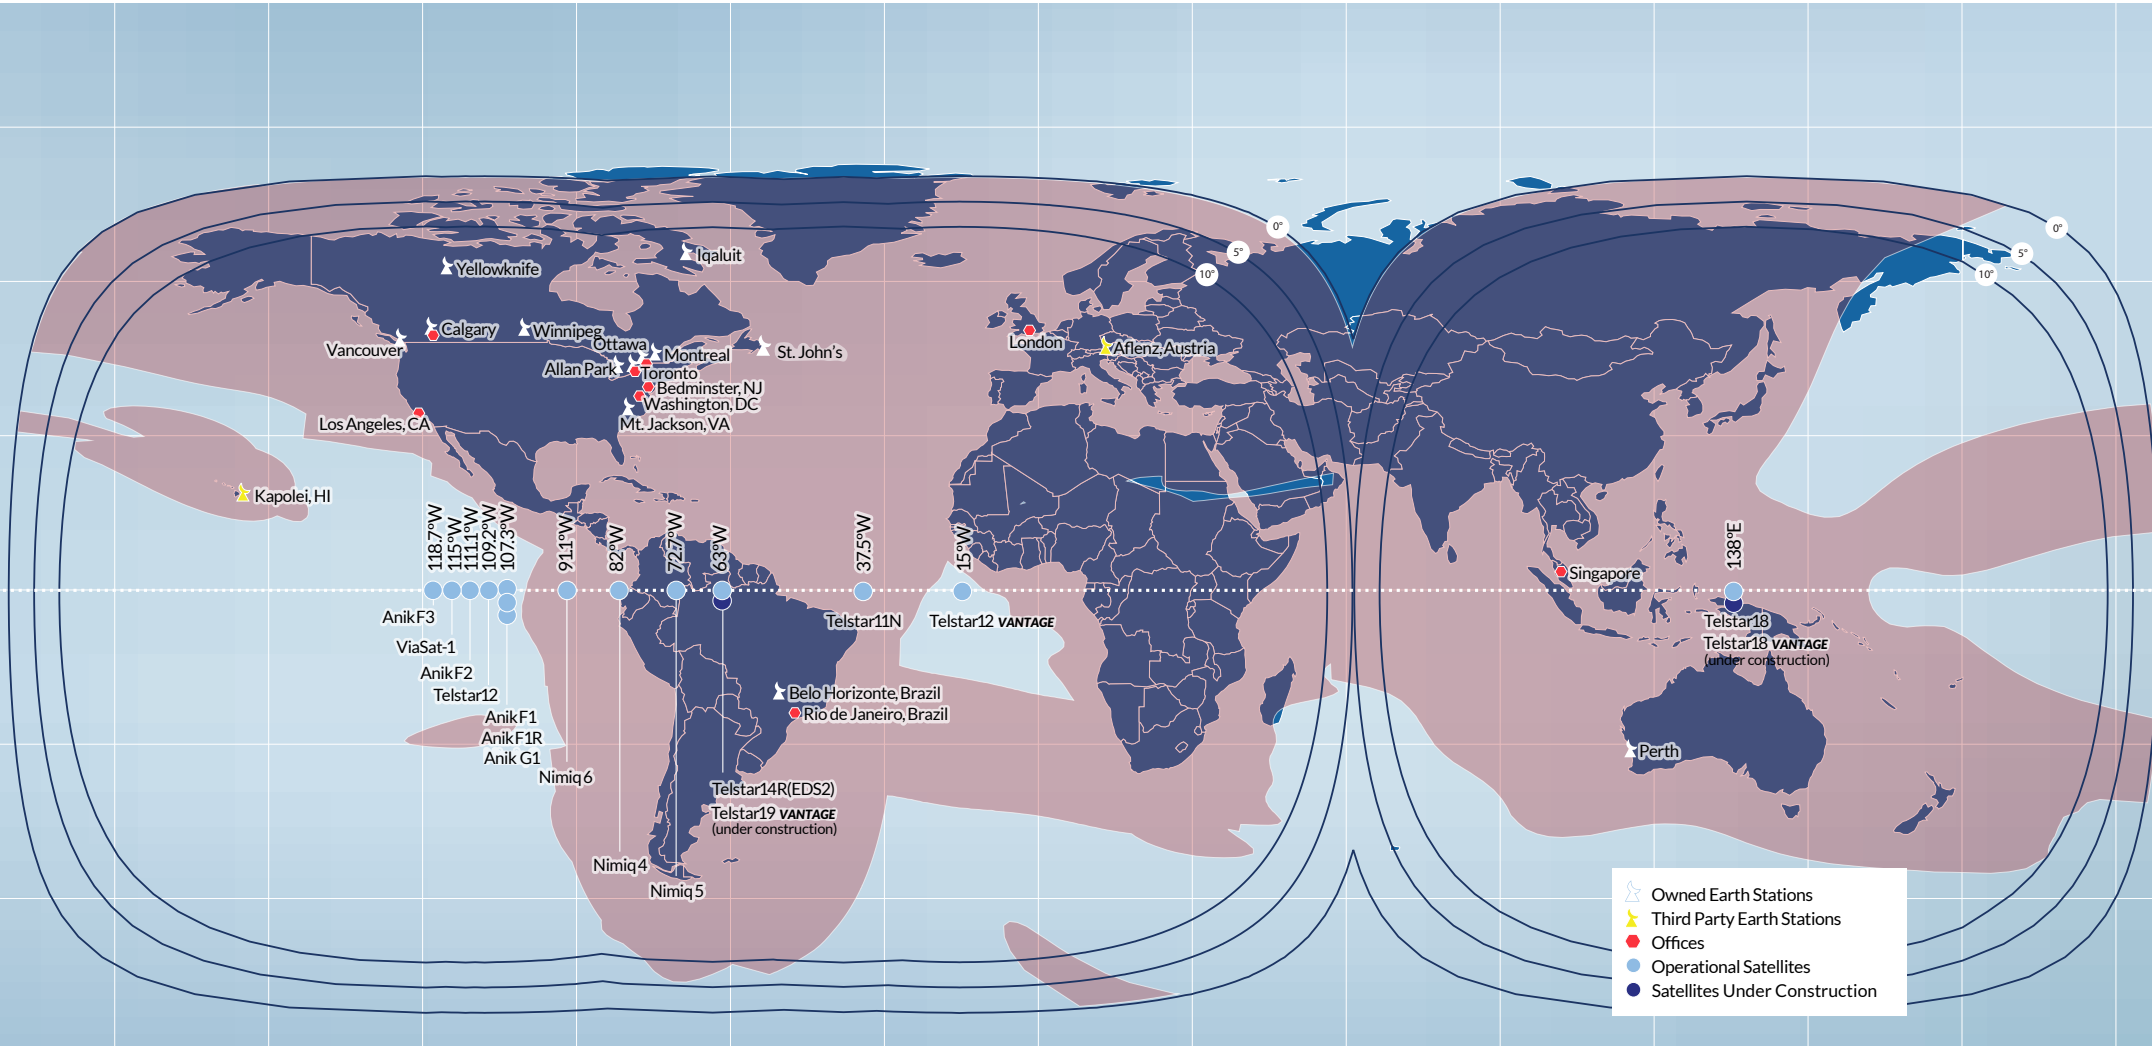 0°
5°
10°
0°
5°
10°
Iqaluit
Yellowknife
Calgary
Winnipeg
Vancouver
Ottawa
Montreal
St. John's
Allan Park
Toronto
Bedminster, NJ
Washington, DC
Mt. Jackson, VA
Los Angeles, CA
London
Aflenz, Austria
Kapolei, HI
118.7°W
115°W
111.1°W
109.2°W
107.3°W
91.1°W
82°W
72.7°W
63°W
37.5°W
15°W
138°E
Singapore
Anik F3
ViaSat-1
Anik F2
Telstar 12
Anik F1
Anik F1R
Anik G1
Nimiq 6
Nimiq 4
Nimiq 5
Telstar 11N
Telstar 12 VANTAGE
Telstar 18
Telstar 18 VANTAGE
(under construction)
Belo Horizonte, Brazil
Rio de Janeiro, Brazil
Perth
Telstar 14R(EDS2)
Telstar 19 VANTAGE
(under construction)
Owned Earth Stations
Third Party Earth Stations
Offices
Operational Satellites
Satellites Under Construction